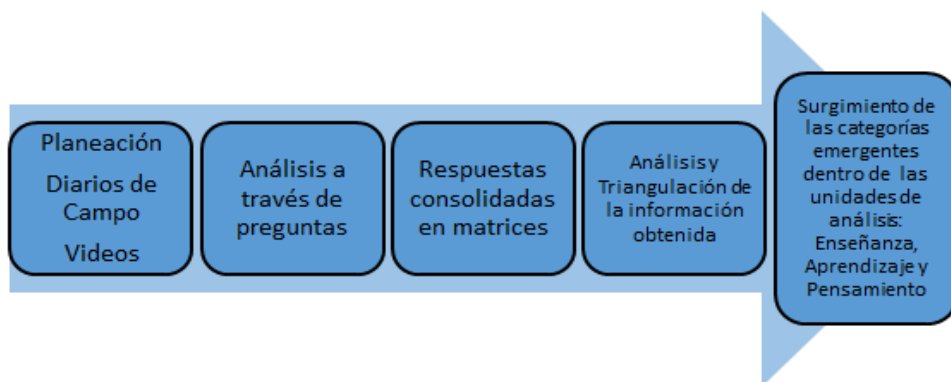 Planeación
Diarios de
Campo
Videos
Análisis a
través de
preguntas
Respuestas
consolidadas
en matrices
Análisis y
Triangulación de
la información
obtenida
Surgimiento de
las categorías
emergentes
dentro de las
unidades de
análisis:
Enseñanza,
Aprendizaje y
Pensamiento